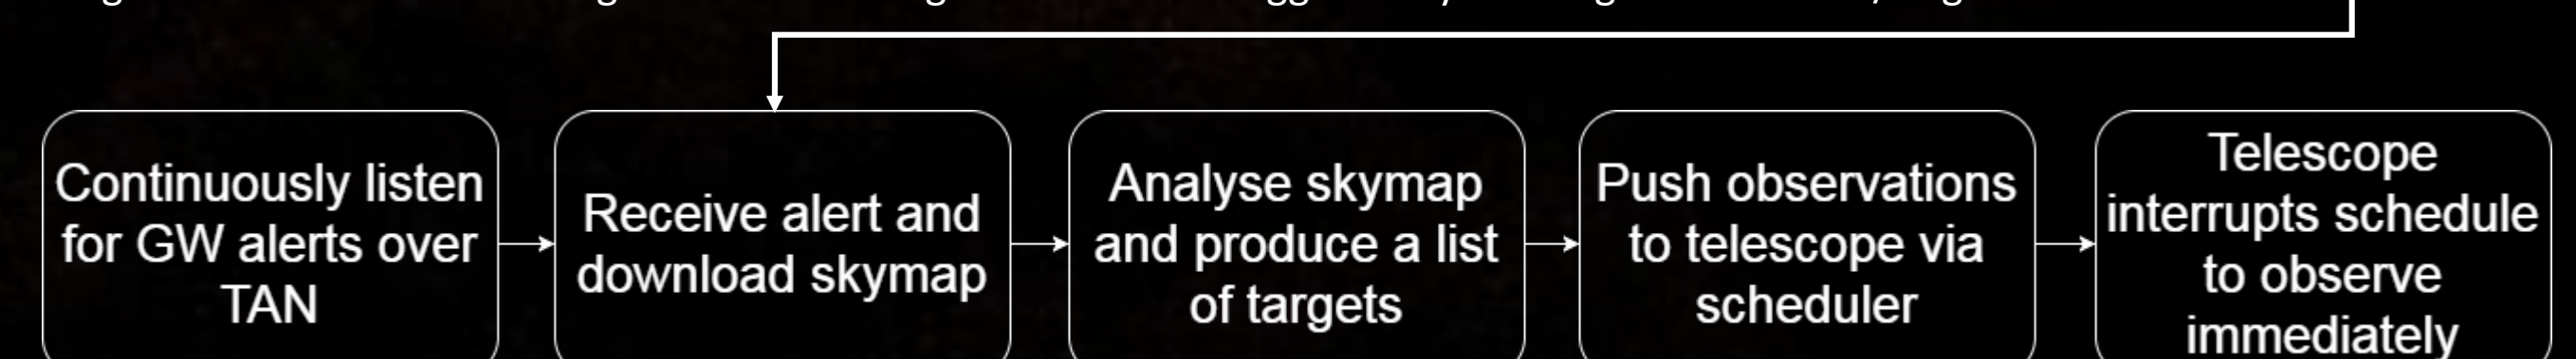 Continuously listen
for GW alerts over
TAN
Receive alert and
download skymap
Analyse skymap
and produce a list
of targets
Push observations
to telescope via
scheduler
Telescope
interrupts schedule
to observe
immediately